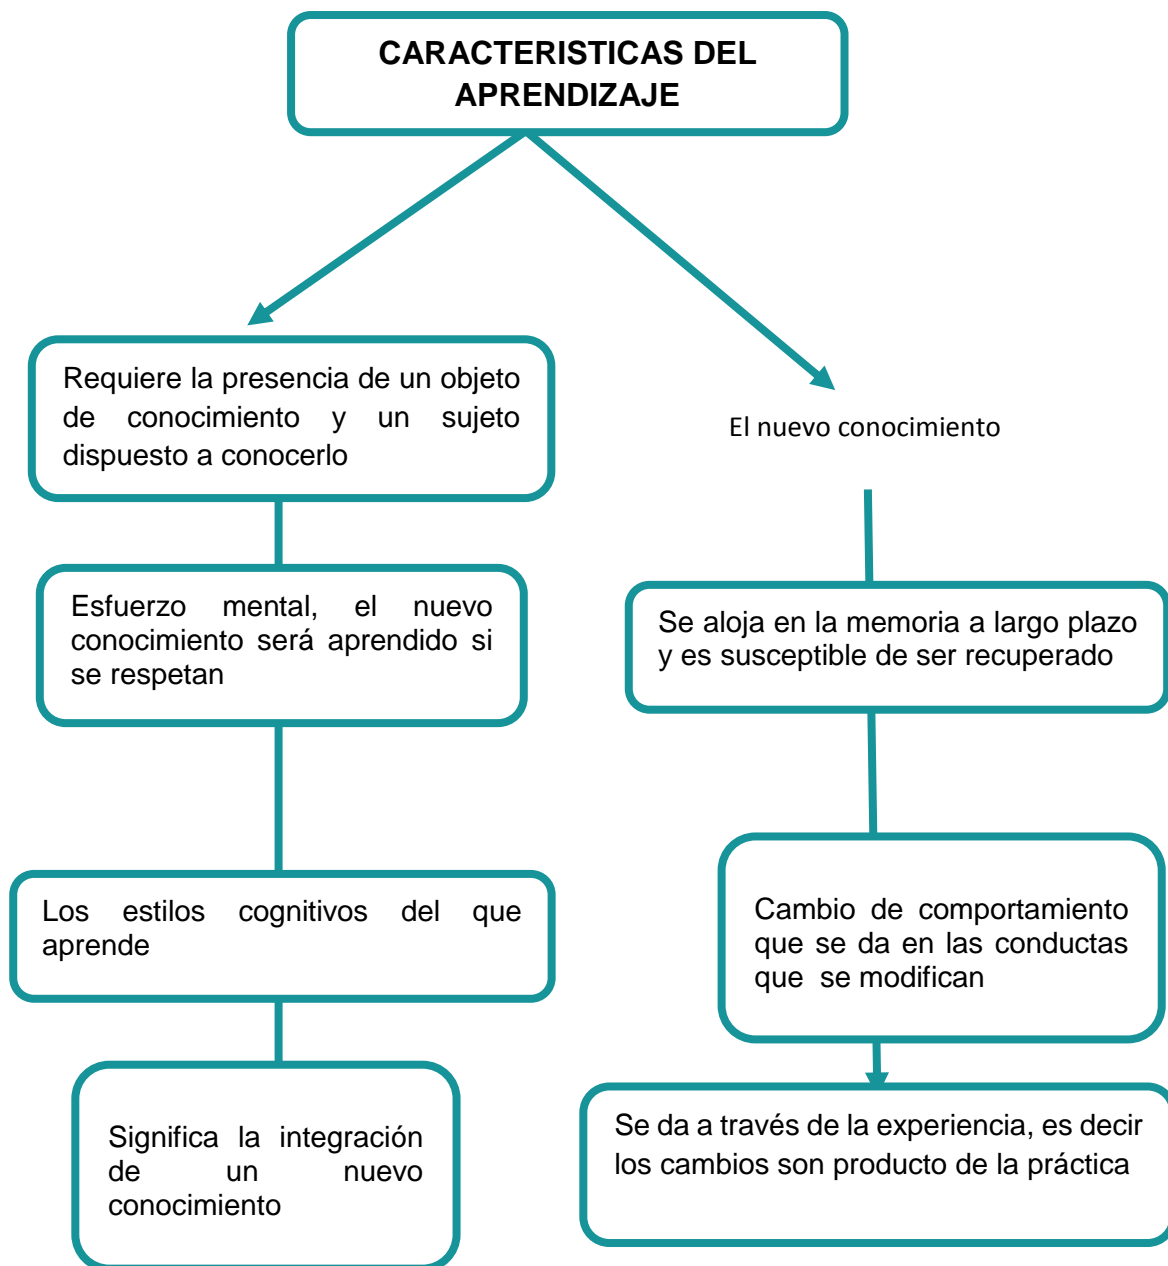 CARACTERISTICAS DEL
APRENDIZAJE
Requiere la presencia de un objeto
de conocimiento y un sujeto
dispuesto a conocerlo
Esfuerzo mental, el nuevo
conocimiento será aprendido si
se respetan
Los estilos cognitivos del que
aprende
Significa la integración
de un nuevo
conocimiento
El nuevo conocimiento
Se aloja en la memoria a largo plazo
y es susceptible de ser recuperado
Cambio de comportamiento
que se da en las conductas
que se modifican
Se da a través de la experiencia, es decir
los cambios son producto de la práctica